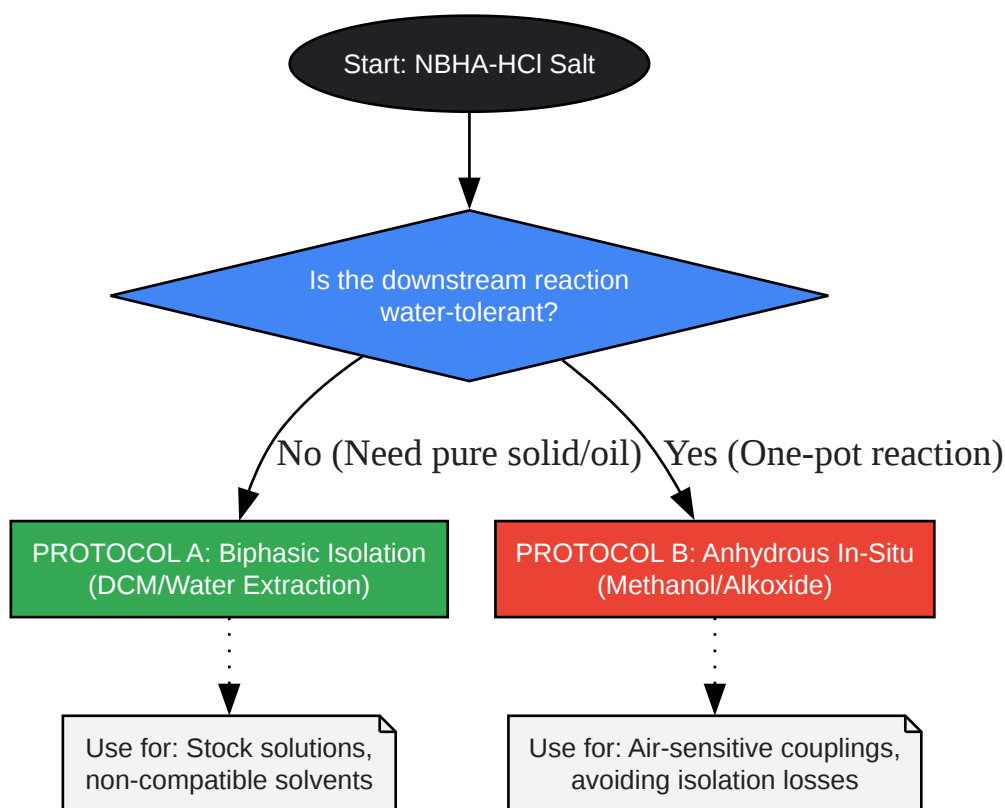 Start: NBHA-HCl Salt
Is the downstream reaction
water-tolerant?
No (Need pure solid/oil)
Yes (One-pot reaction)
PROTOCOL A: Biphasic Isolation
(DCM/Water Extraction)
PROTOCOL B: Anhydrous In-Situ
(Methanol/Alkoxide)
Use for: Stock solutions,
non-compatible solvents
Use for: Air-sensitive couplings,
avoiding isolation losses